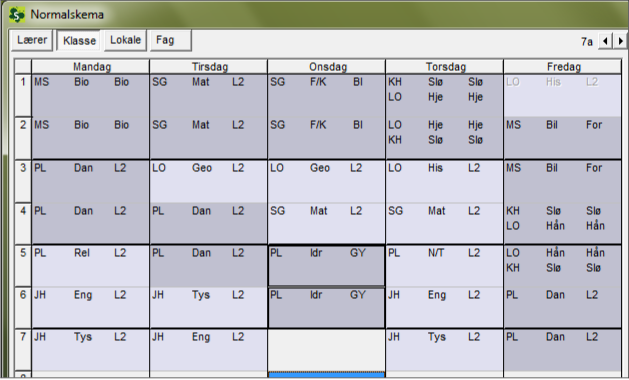 Normalskema
Lærer Klasse Lokale Fag 7a
Mandag Tirsdag Onsdag Torsdag Fredag
1 MS Bio Bio SG Mat L2 SG F/K BI KH Slø Slø LO His L2
LO Hje Hje
2 MS Bio Bio SG Mat L2 SG F/K BI LO Hje Hje MS Bil For
KH Slø Slø
3 PL Dan L2 LO Geo L2 LO Geo L2 LO His L2 MS Bil For
4 PL Dan L2 PL Dan L2 SG Mat L2 SG Mat L2 KH Slø Slø
LO Hån Hån
5 PL Rel L2 PL Dan L2 PL Idr GY PL N/T L2 LO Hån Hån
KH Slø Slø
6 JH Eng L2 JH Tys L2 PL Idr GY JH Eng L2 PL Dan L2
7 JH Tys L2 JH Eng L2 JH Tys L2 PL Dan L2